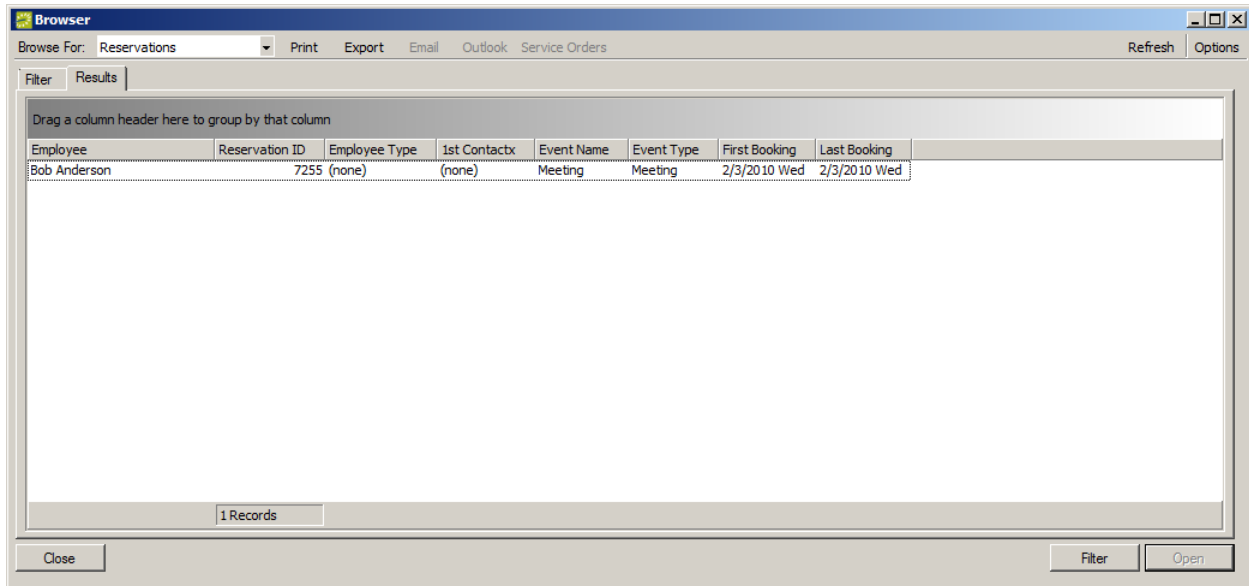 Browser
Browse For: Reservations Print Export Email Outlook Service Orders Refresh Options
Filter Results
Drag a column header here to group by that column
Employee Reservation ID Employee Type 1st Contactx Event Name Event Type First Booking Last Booking
Bob Anderson 7255 (none) (none) Meeting Meeting 2/3/2010 Wed 2/3/2010 Wed
1 Records
Close Filter Open